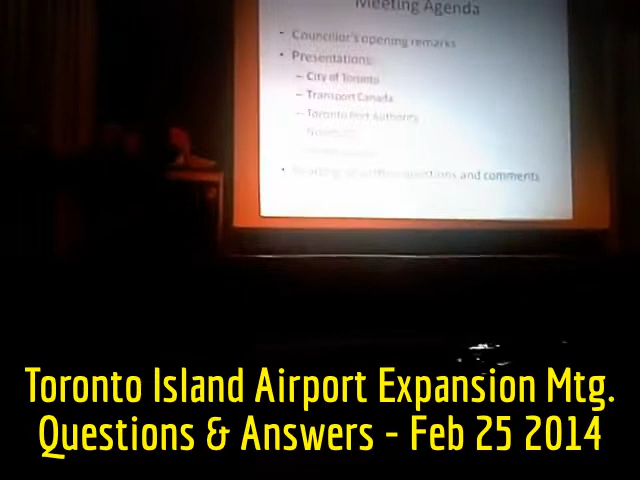 Meeting Agenda
- Councillor's opening remarks
- Presentations:
– City of Toronto
– Transport Canada
– Toronto Port Authority
- questions and comments
Toronto Island Airport Expansion Mtg.
Questions & Answers - Feb 25 2014